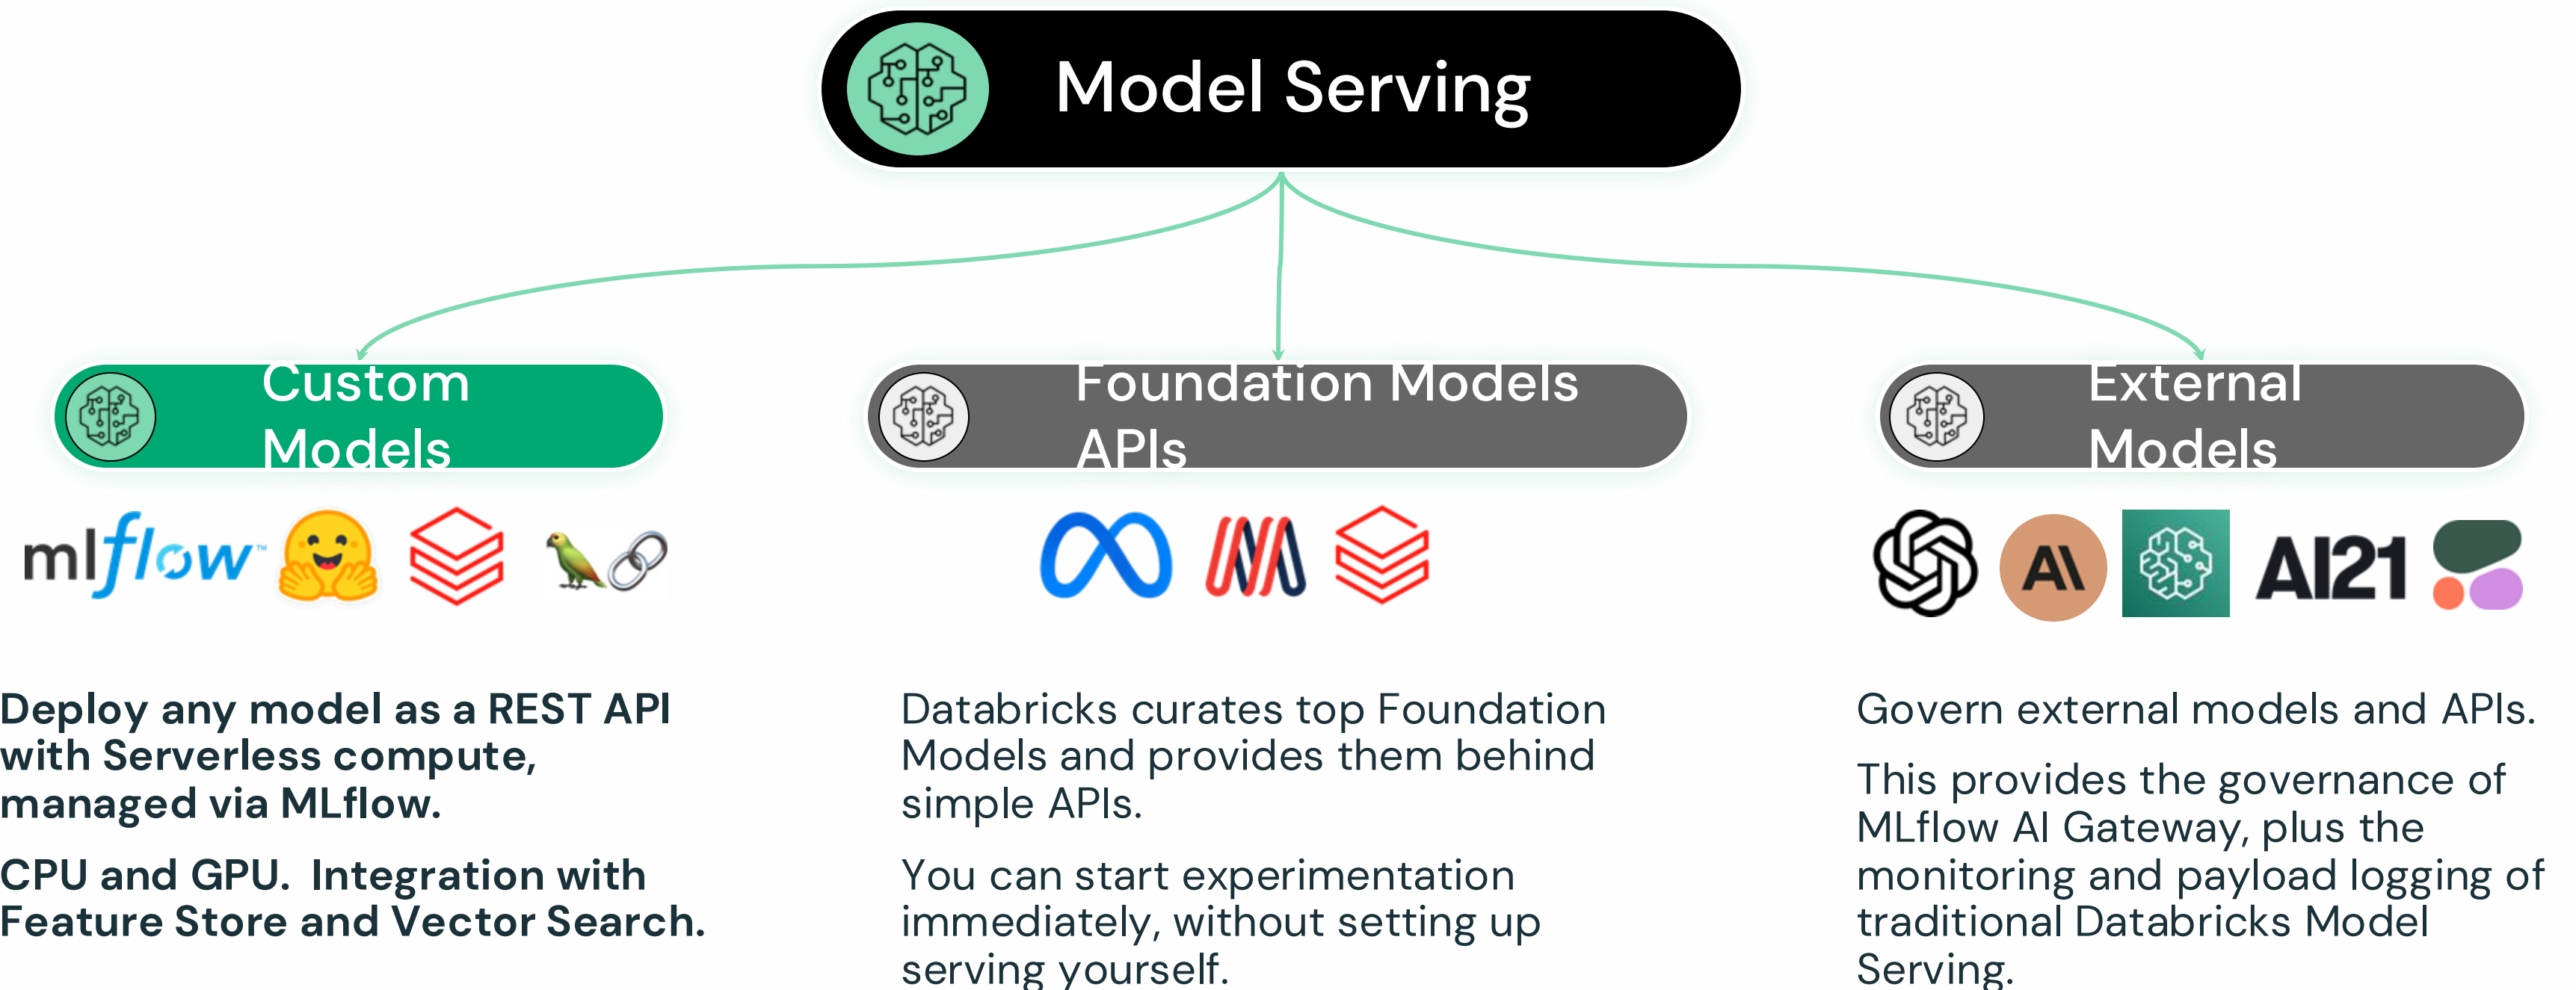 Model Serving
Custom
Models
Foundation Models
APIs
External
Models
mlflow™
AI21
Deploy any model as a REST API
with Serverless compute,
managed via MLflow.
CPU and GPU.  Integration with
Feature Store and Vector Search.
Databricks curates top Foundation
Models and provides them behind
simple APIs.
You can start experimentation
immediately, without setting up
serving yourself.
Govern external models and APIs.
This provides the governance of
MLflow AI Gateway, plus the
monitoring and payload logging of
traditional Databricks Model
Serving.